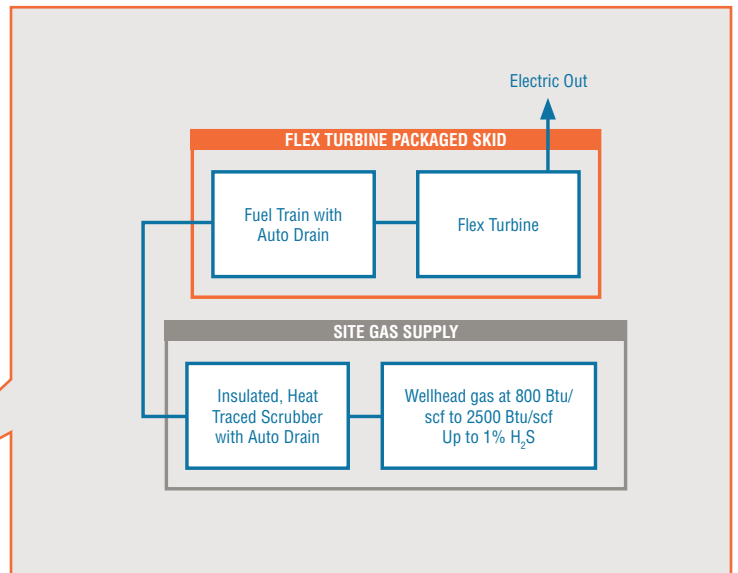 Electric Out
FLEX TURBINE PACKAGED SKID
Fuel Train with
Auto Drain
Flex Turbine
SITE GAS SUPPLY
Insulated, Heat
Traced Scrubber
with Auto Drain
Wellhead gas at 800 Btu/
scf to 2500 Btu/scf
Up to 1% H₂S